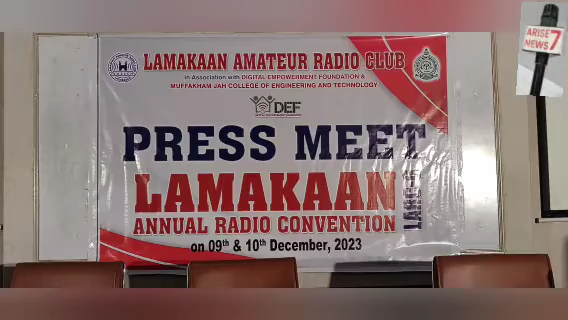 ARISE 7
NEWS
LAMAKAAN AMATEUR RADIO CLUB
In Association with DIGITAL EMPOWERMENT FOUNDATION &
MUFFAKHAM JAH COLLEGE OF ENGINEERING AND TECHNOLOGY
DEF
PRESS MEET
LAMAKAAN
ANNUAL RADIO CONVENTION
LARC-
on 09th & 10th December, 2023